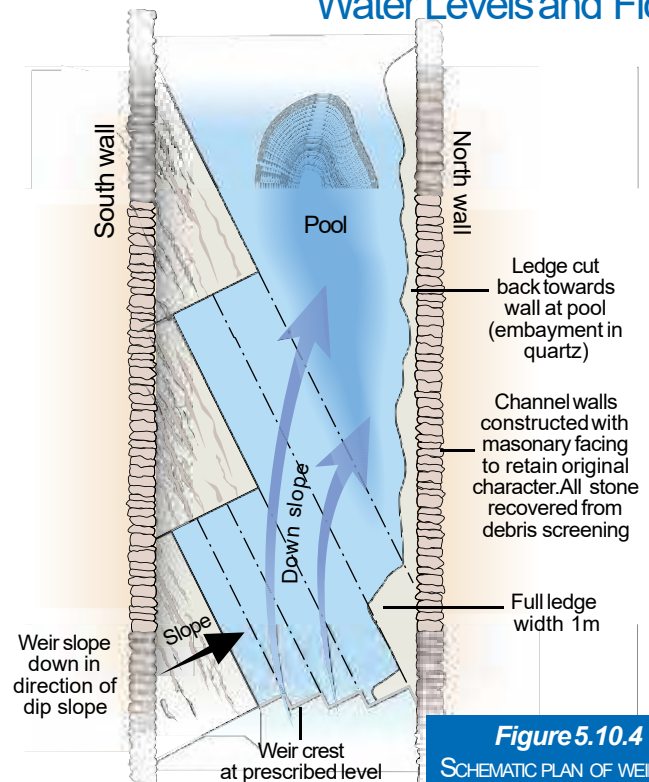 Water Levels and Flo
South wall
North wall
Pool
Ledge cut
back towards
wall at pool
(embayment in
quartz)
Channel walls
constructed with
masonary facing
to retain original
character. All stone
recovered from
debris screening
Down slope
Full ledge
width 1m
Slope
Weir slope
down in
direction of
dip slope
Weir crest
at prescribed level
Figure 5.10.4
SCHEMATIC PLAN OF WEI